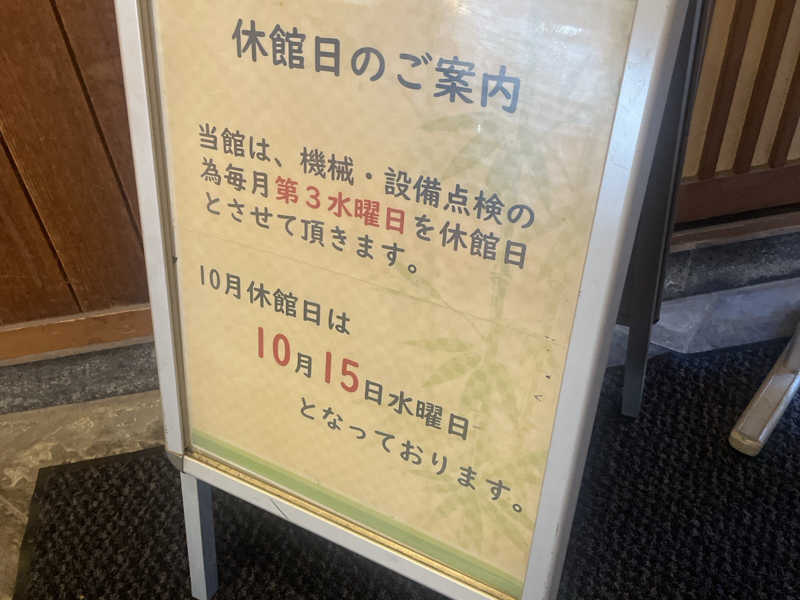 休館日のご案内
当館は、機械・設備点検の
為毎月第３水曜日を休館日
とさせて頂きます。
10月休館日は
10月15日水曜日
となっております。